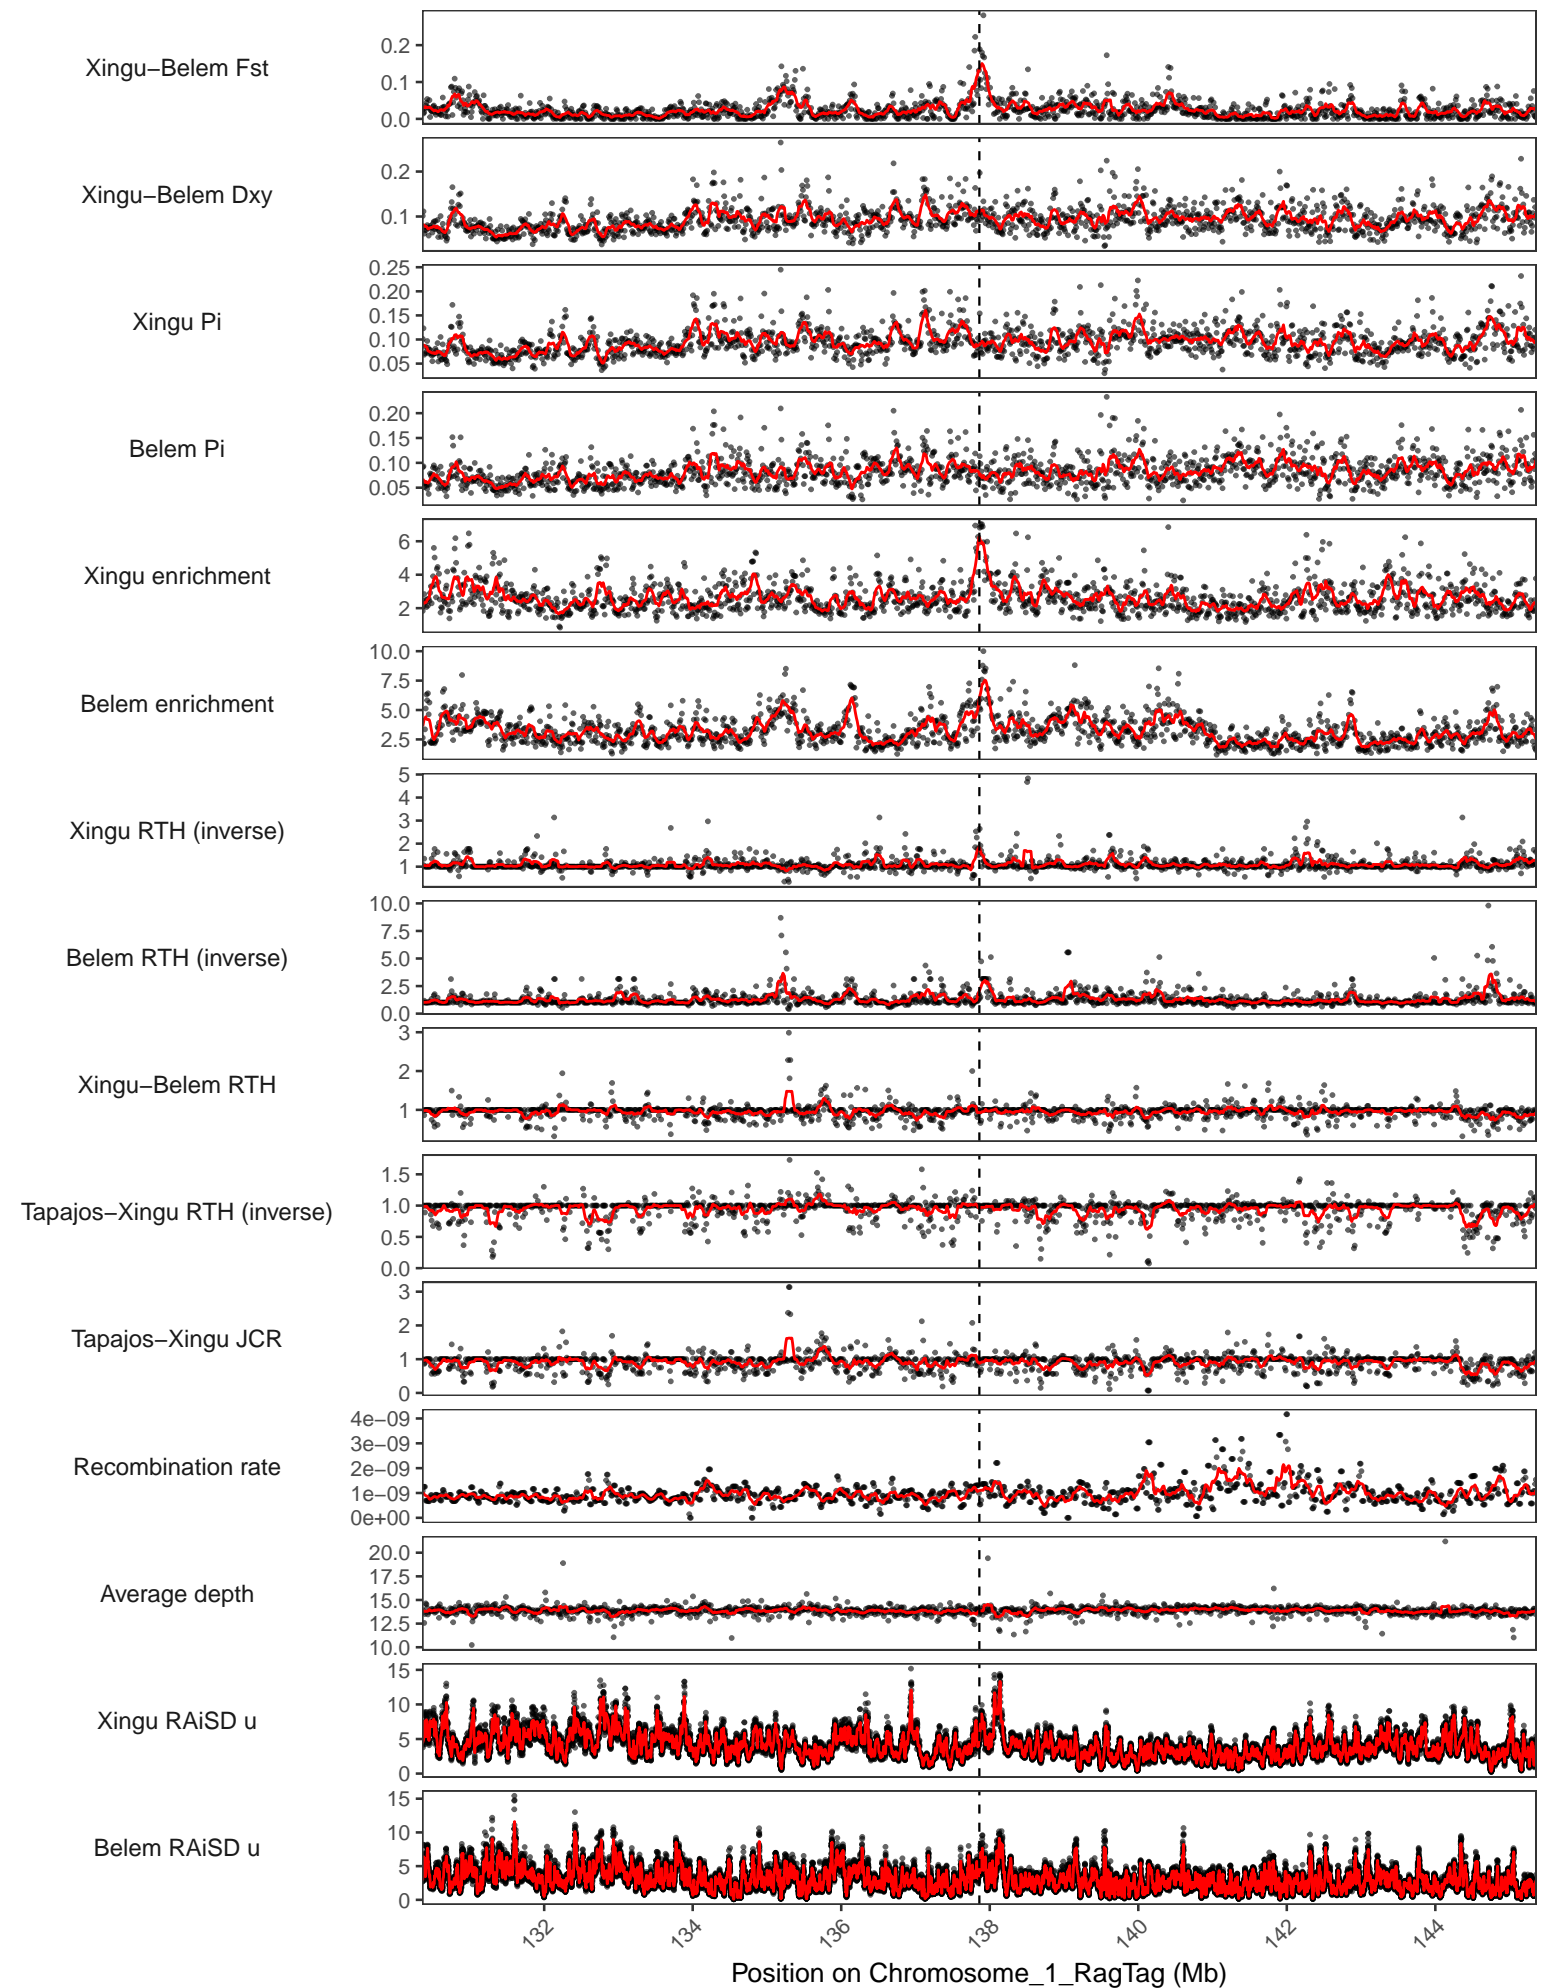 Xingu−Belem Fst
0.2
0.1
0.0
Xingu−Belem Dxy
0.2
0.1
Xingu Pi
0.25
0.20
0.15
0.10
0.05
Belem Pi
0.20
0.15
0.10
0.05
Xingu enrichment
6
4
2
Belem enrichment
10.0
7.5
5.0
2.5
Xingu RTH (inverse)
5
4
3
2
1
Belem RTH (inverse)
10.0
7.5
5.0
2.5
0.0
Xingu−Belem RTH
3
2
1
Tapajos−Xingu RTH (inverse)
1.5
1.0
0.5
0.0
Tapajos−Xingu JCR
3
2
1
0
Recombination rate
4e−09
3e−09
2e−09
1e−09
0e+00
Average depth
20.0
17.5
15.0
12.5
10.0
Xingu RAiSD u
15
10
5
0
Belem RAiSD u
15
10
5
0
132 134 136 138 140 142 144
Position on Chromosome_1_RagTag (Mb)